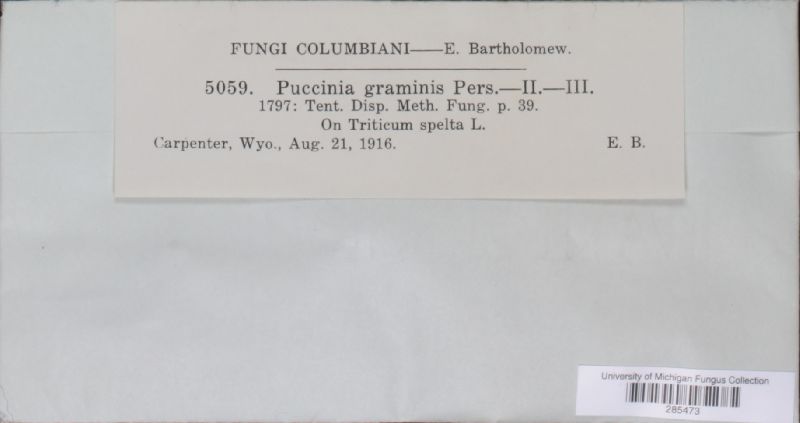 FUNGI COLUMBIANI——E. Bartholomew.
5059. Puccinia graminis Pers.—II.—III.
1797: Tent. Disp. Meth. Fung. p. 39.
On Triticum spelta L.
Carpenter, Wyo., Aug. 21, 1916. E. B.
University of Michigan Fungus Collection
285473